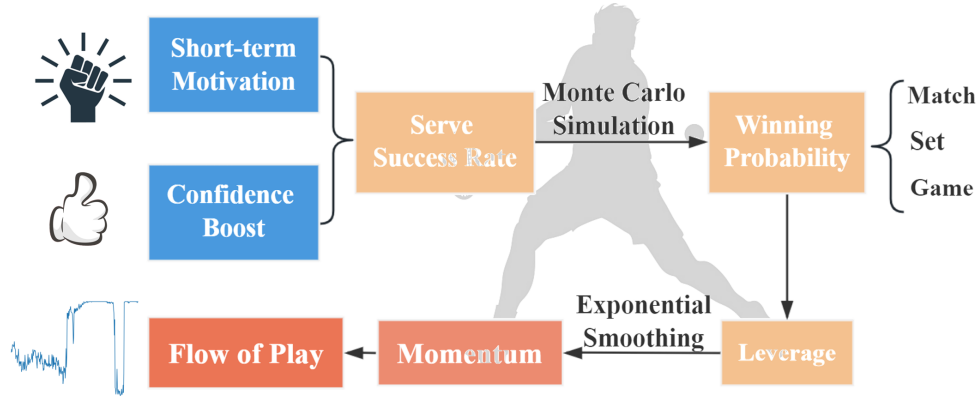 Short-term
Motivation
Confidence
Boost
Serve
Success Rate
Monte Carlo
Simulation
Winning
Probability
Match
Set
Game
Leverage
Exponential
Smoothing
Momentum
Flow of Play